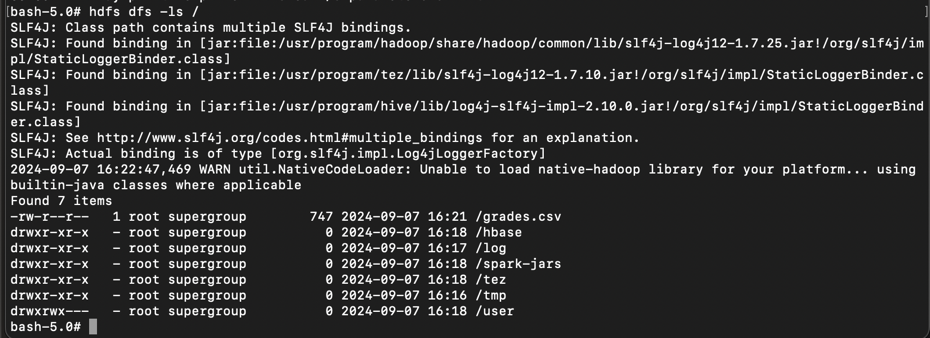 [bash-5.0# hdfs dfs -ls /
SLF4J: Class path contains multiple SLF4J bindings.
SLF4J: Found binding in [jar:file:/usr/program/hadoop/share/hadoop/common/lib/slf4j-log4j12-1.7.25.jar!/org/slf4j/im
pl/StaticLoggerBinder.class]
SLF4J: Found binding in [jar:file:/usr/program/tez/lib/slf4j-log4j12-1.7.10.jar!/org/slf4j/impl/StaticLoggerBinder.c
lass]
SLF4J: Found binding in [jar:file:/usr/program/hive/lib/log4j-slf4j-impl-2.10.0.jar!/org/slf4j/impl/StaticLoggerBind
er.class]
SLF4J: See http://www.slf4j.org/codes.html#multiple_bindings for an explanation.
SLF4J: Actual binding is of type [org.slf4j.impl.Log4jLoggerFactory]
2024-09-07 16:22:47,469 WARN util.NativeCodeLoader: Unable to load native-hadoop library for your platform... using
builtin-java classes where applicable
Found 7 items
-rw-r--r--   1 root supergroup        747 2024-09-07 16:21 /grades.csv
drwxr-xr-x   - root supergroup          0 2024-09-07 16:18 /hbase
drwxr-xr-x   - root supergroup          0 2024-09-07 16:17 /log
drwxr-xr-x   - root supergroup          0 2024-09-07 16:18 /spark-jars
drwxr-xr-x   - root supergroup          0 2024-09-07 16:18 /tez
drwxr-xr-x   - root supergroup          0 2024-09-07 16:16 /tmp
drwxrwx---   - root supergroup          0 2024-09-07 16:18 /user
bash-5.0#